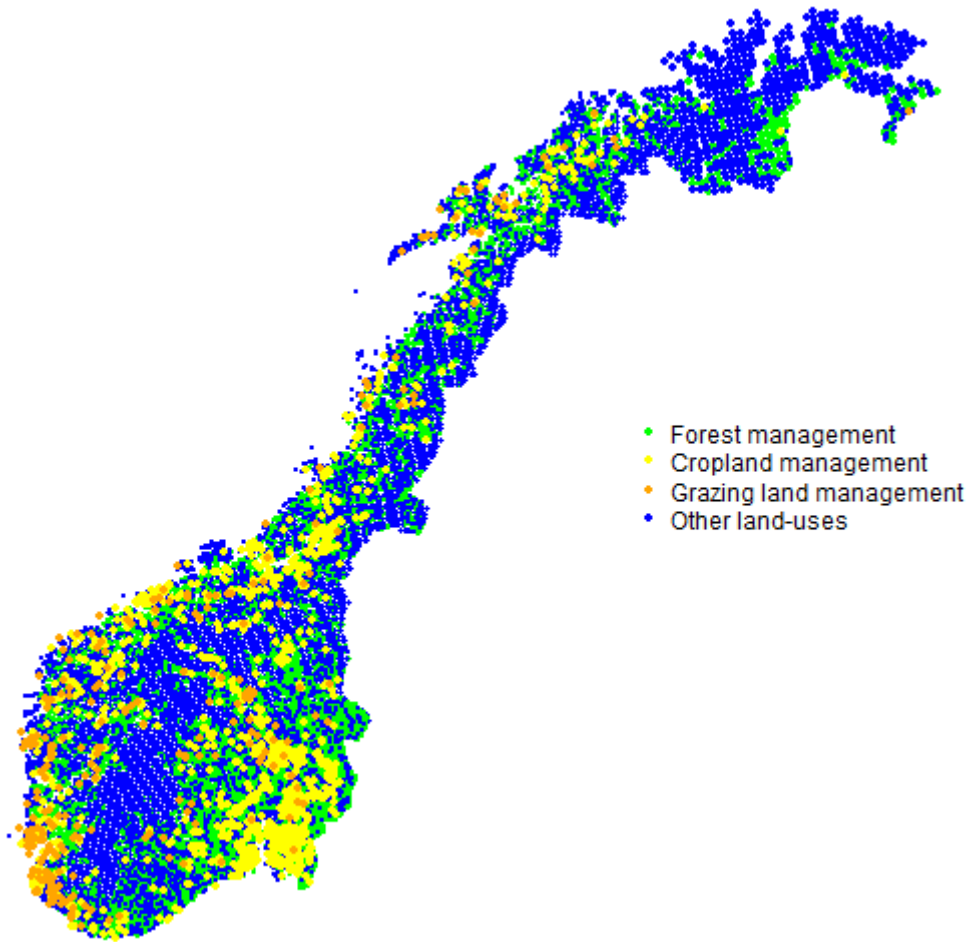 Forest management
Cropland management
Grazing land management
Other land-uses